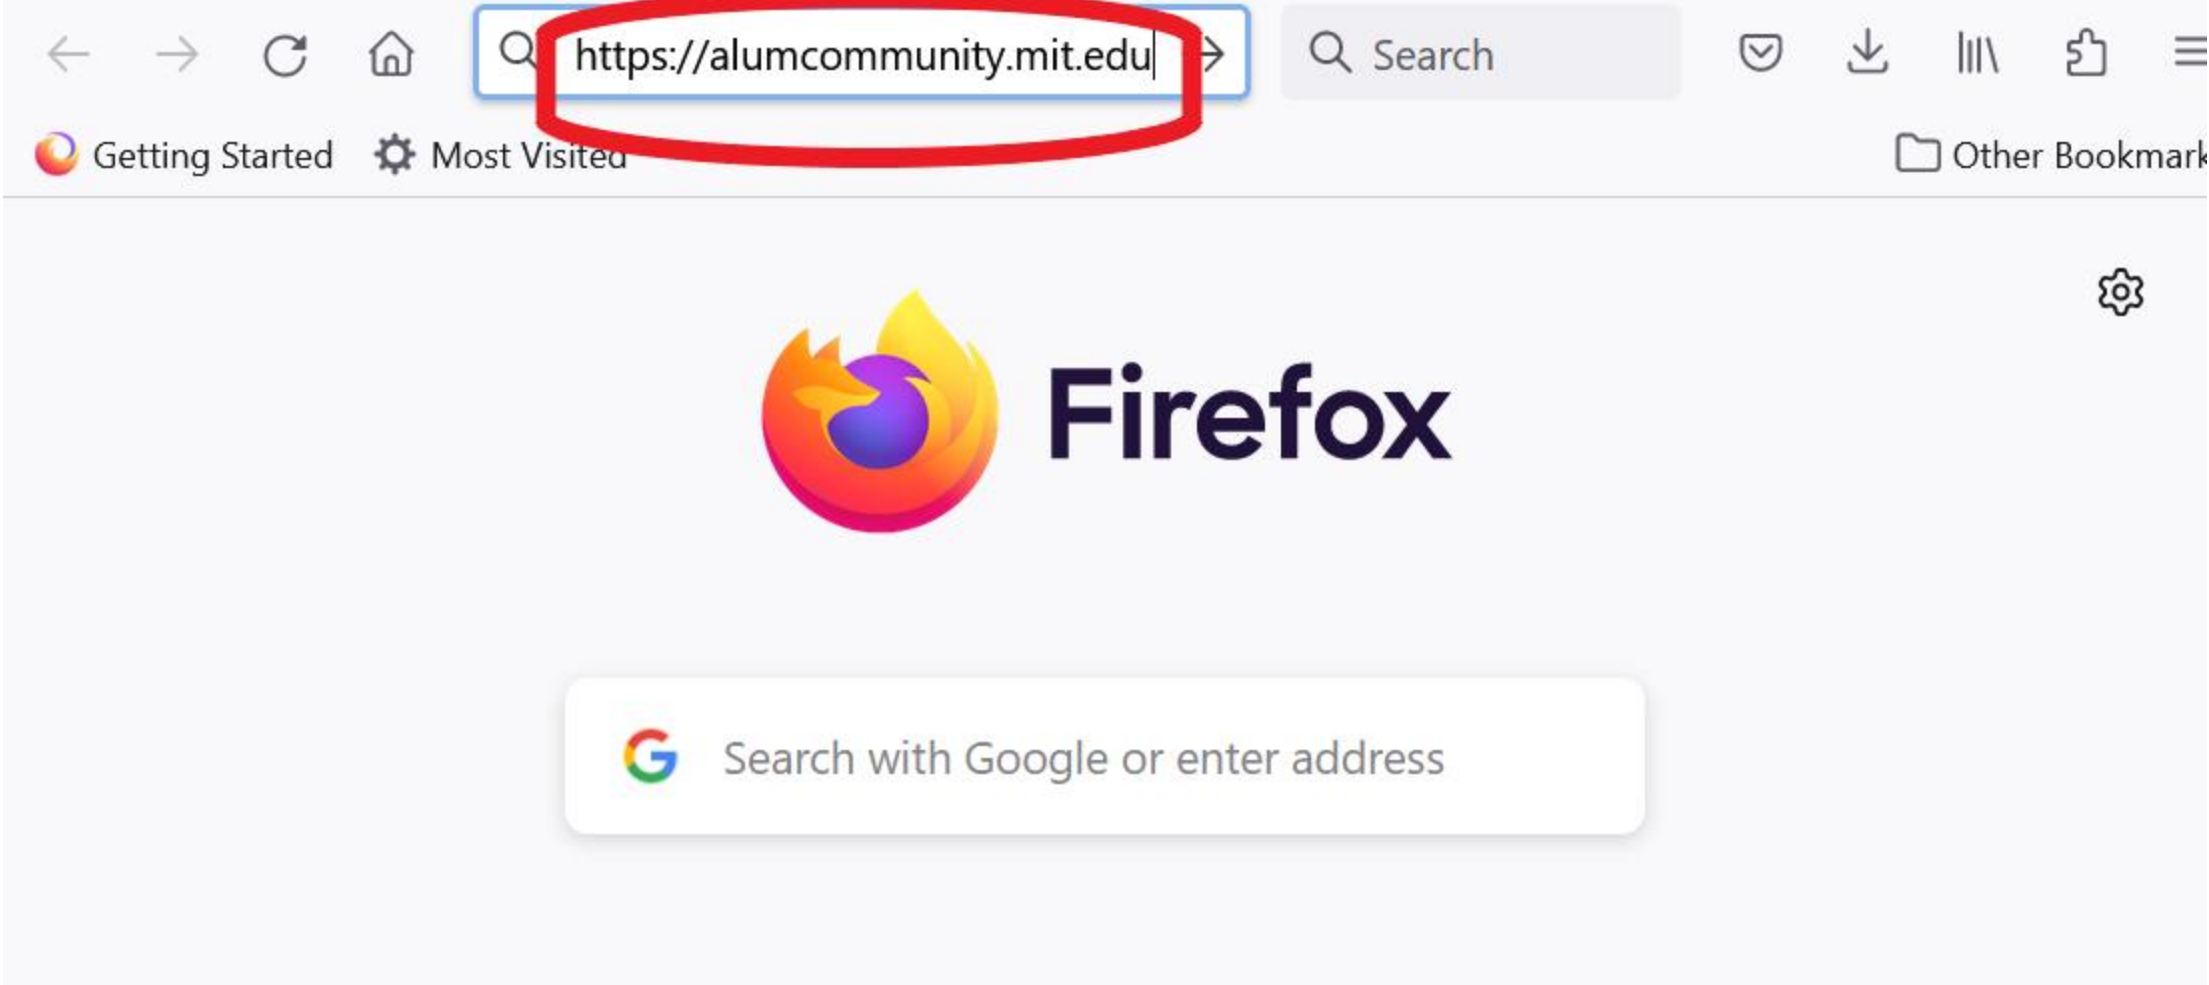 https://alumcommunity.mit.edu
Search
Getting Started
Most Visited
Other Bookmark
Firefox
Search with Google or enter address